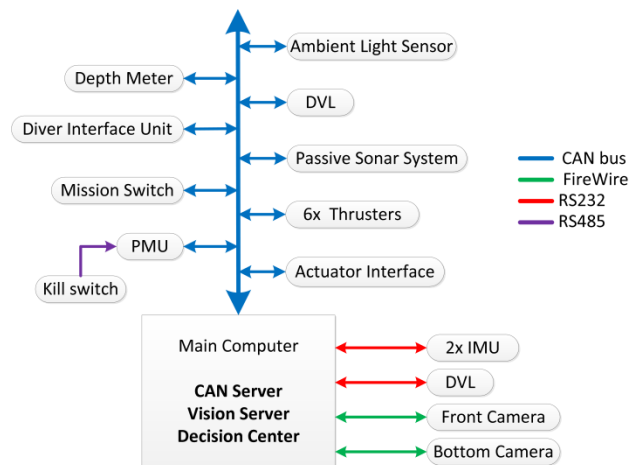 Ambient Light Sensor
Depth Meter
DVL
Diver Interface Unit
Passive Sonar System
Mission Switch
6x Thrusters
PMU
Kill switch
Actuator Interface
CAN bus
FireWire
RS232
RS485
Main Computer
CAN Server
Vision Server
Decision Center
2x IMU
DVL
Front Camera
Bottom Camera